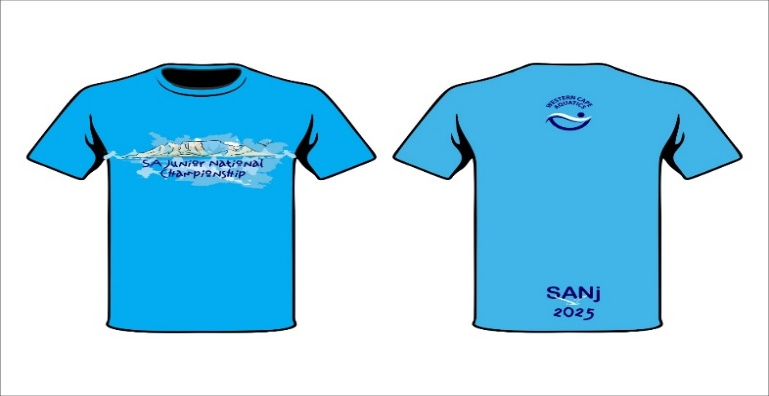 SA Junior National
Championship
WESTERN CAPE
AQUATICS
SANj
2025